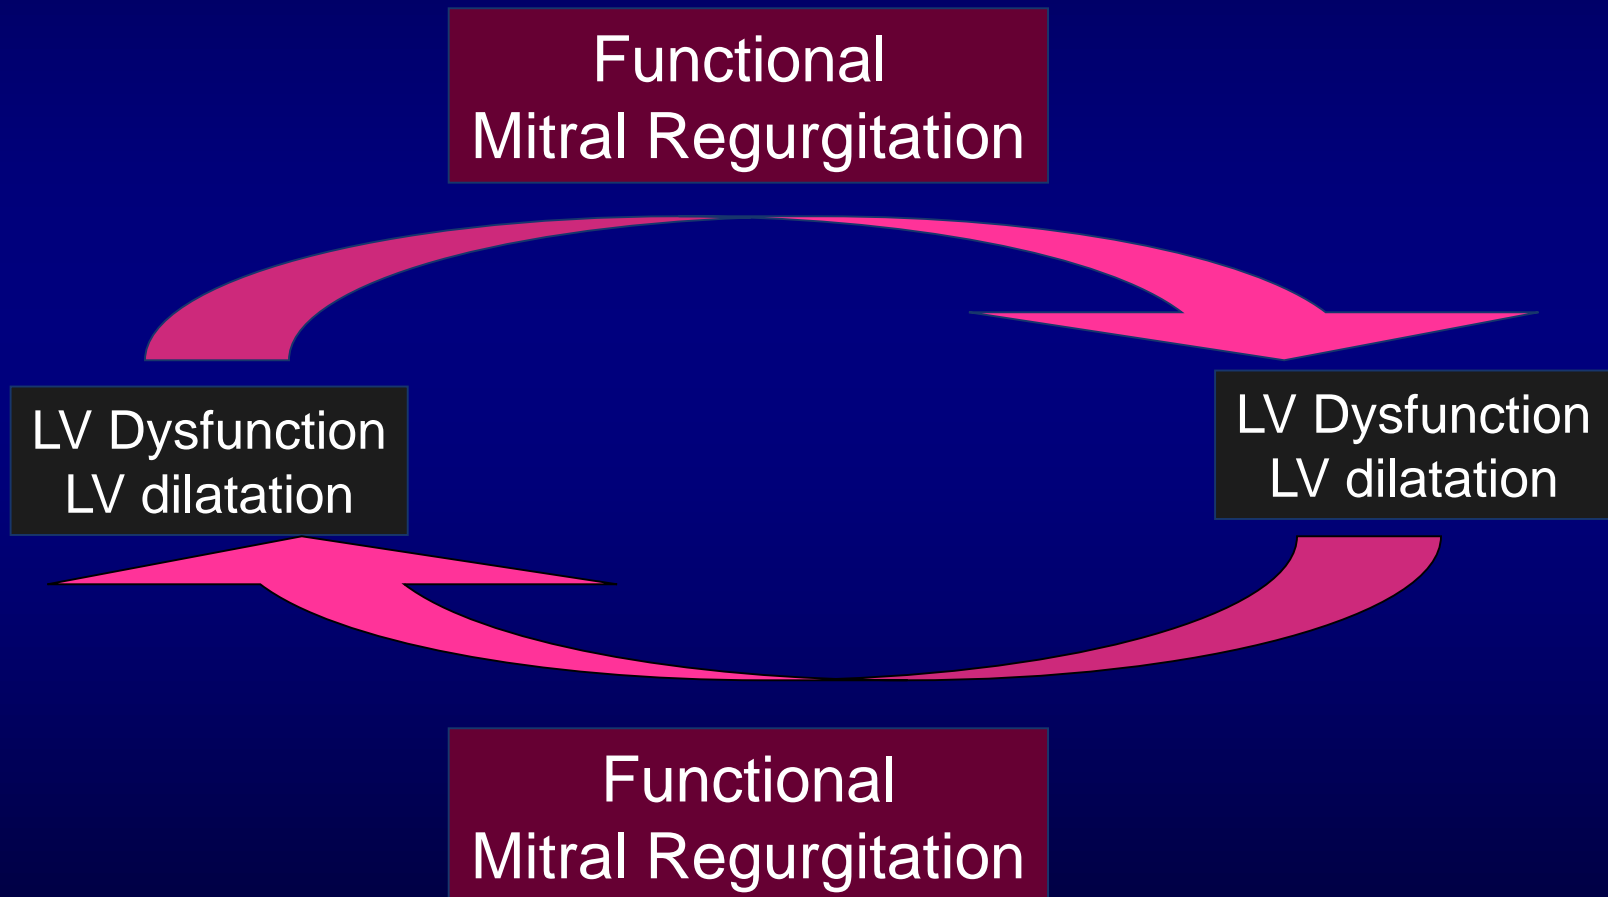 Functional
Mitral Regurgitation
LV Dysfunction
LV dilatation
LV Dysfunction
LV dilatation
Functional
Mitral Regurgitation